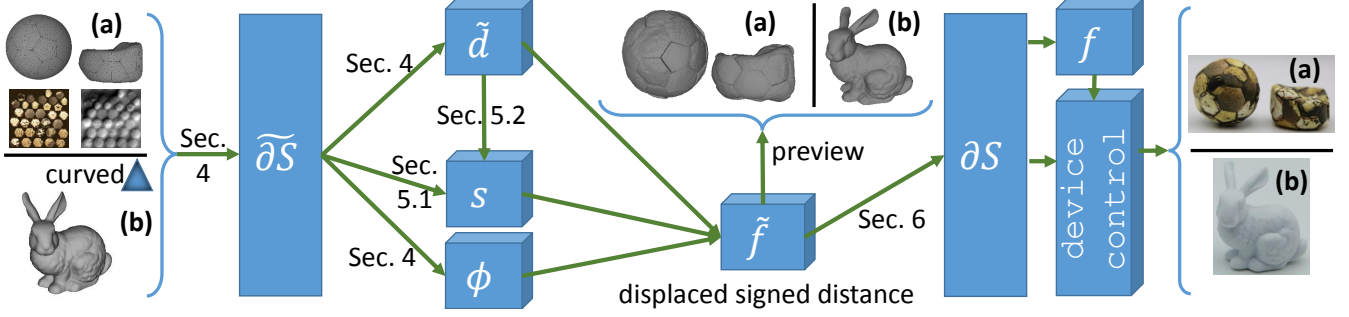 (a)
curved
(b)
Sec.
4
∂S̃
Sec. 4
d̃
Sec. 5.2
Sec.
5.1
s
Sec. 4
ϕ
(a)
(b)
preview
f̃
displaced signed distance
Sec. 6
∂S
f
device
control
(a)
(b)